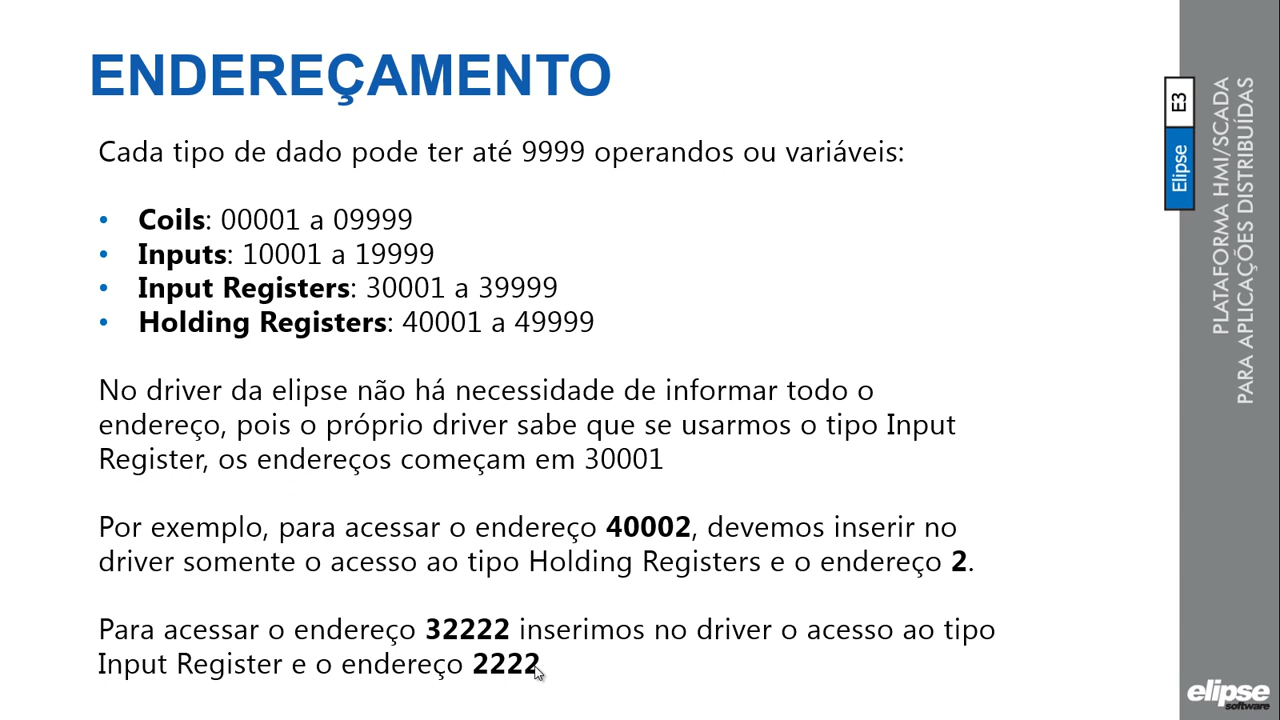 ENDEREÇAMENTO
Cada tipo de dado pode ter até 9999 operandos ou variáveis:
• Coils: 00001 a 09999
• Inputs: 10001 a 19999
• Input Registers: 30001 a 39999
• Holding Registers: 40001 a 49999
No driver da elipse não há necessidade de informar todo o
endereço, pois o próprio driver sabe que se usarmos o tipo Input
Register, os endereços começam em 30001
Por exemplo, para acessar o endereço 40002, devemos inserir no
driver somente o acesso ao tipo Holding Registers e o endereço 2.
Para acessar o endereço 32222 inserimos no driver o acesso ao tipo
Input Register e o endereço 2222
Elipse E3
PLATAFORMA HMI/SCADA
PARA APLICAÇÕES DISTRIBUÍDAS
elipse
software